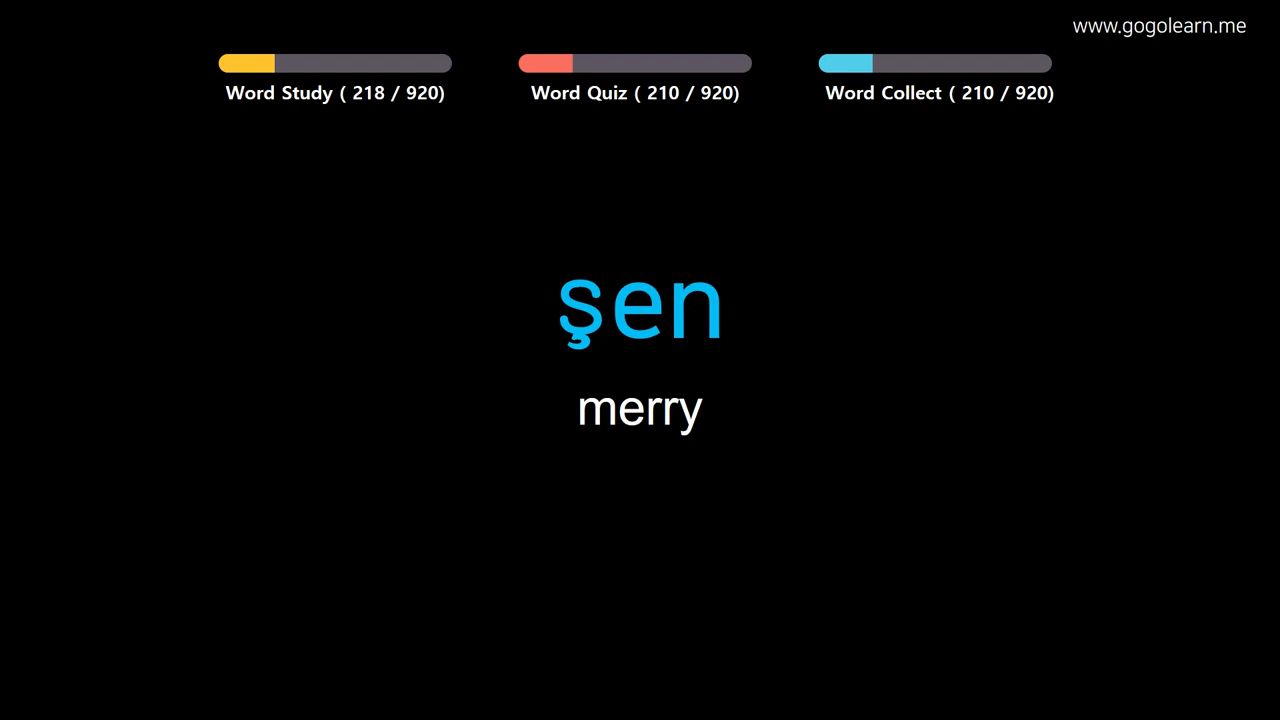 www.gogolearn.me
Word Study ( 218 / 920)
Word Quiz ( 210 / 920)
Word Collect ( 210 / 920)
şen
merry